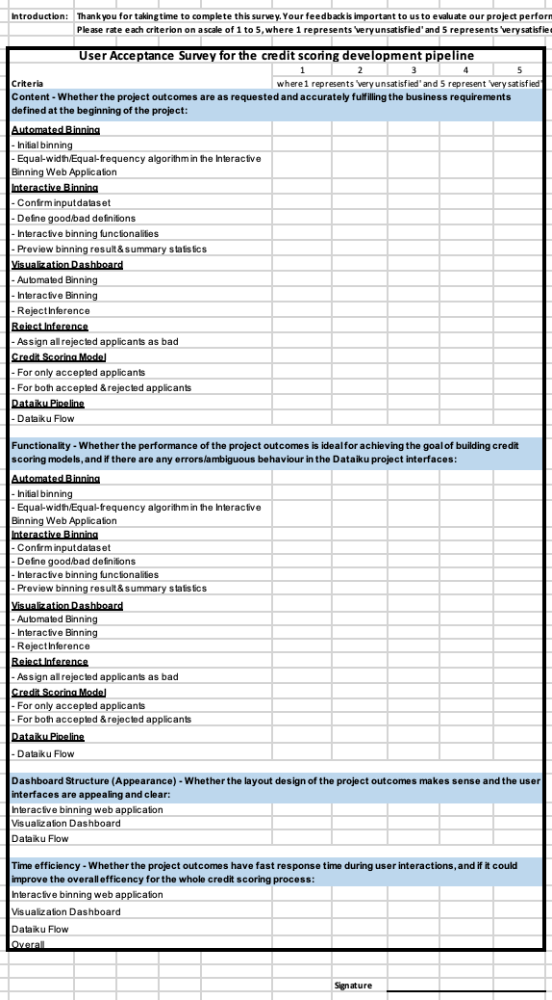 Introduction: Thank you for taking time to complete this survey. Your feedback is important to us to evaluate our project perform
Please rate each criterion on a scale of 1 to 5, where 1 represents 'very unsatisfied' and 5 represents 'very satisfied
User Acceptance Survey for the credit scoring development pipeline
1 2 3 4 5
Criteria where 1 represents 'very unsatisfied' and 5 represent 'very satisfied'
Content - Whether the project outcomes are as requested and accurately fulfilling the business requirements
defined at the beginning of the project:
Automated Binning
- Initial binning
- Equal-width/Equal-frequency algorithm in the Interactive
Binning Web Application
Interactive Binning
- Confirm input dataset
- Define good/bad definitions
- Interactive binning functionalities
- Preview binning result & summary statistics
Visualization Dashboard
- Automated Binning
- Interactive Binning
- Reject Inference
Reject Inference
- Assign all rejected applicants as bad
Credit Scoring Model
- For only accepted applicants
- For both accepted & rejected applicants
Dataiku Pipeline
- Dataiku Flow
Functionality - Whether the performance of the project outcomes is ideal for achieving the goal of building credit
scoring models, and if there are any errors/ambiguous behaviour in the Dataiku project interfaces:
Automated Binning
- Initial binning
- Equal-width/Equal-frequency algorithm in the Interactive
Binning Web Application
Interactive Binning
- Confirm input dataset
- Define good/bad definitions
- Interactive binning functionalities
- Preview binning result & summary statistics
Visualization Dashboard
- Automated Binning
- Interactive Binning
- Reject Inference
Reject Inference
- Assign all rejected applicants as bad
Credit Scoring Model
- For only accepted applicants
- For both accepted & rejected applicants
Dataiku Pipeline
- Dataiku Flow
Dashboard Structure (Appearance) - Whether the layout design of the project outcomes makes sense and the user
interfaces are appealing and clear:
Interactive binning web application
Visualization Dashboard
Dataiku Flow
Time efficiency - Whether the project outcomes have fast response time during user interactions, and if it could
improve the overall efficency for the whole credit scoring process:
Interactive binning web application
Visualization Dashboard
Dataiku Flow
Overall
Signature